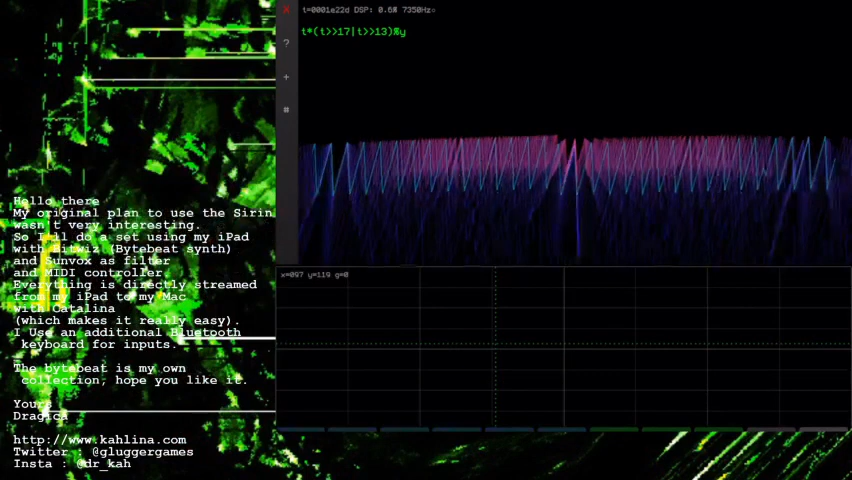 t=0001e22d DSP: 0.6% 7350Hz
t*(t>>17|t>>13)%y
x=097 y=119 g=0
Hello there
My original plan to use the Sirin
wasn't very interesting.
So I'll do a set using my iPad
with Bitwiz (Bytebeat synth)
and Sunvox as filter
and MIDI controller.
Everything is directly streamed
from my iPad to my Mac
with Catalina
(which makes it really easy).
I Use an additional Bluetooth
keyboard for inputs.
The bytebeat is my own
collection, hope you like it.
Yours
Dragica
http://www.kahlina.com
Twitter : @gluggergames
Insta : @dr_kah